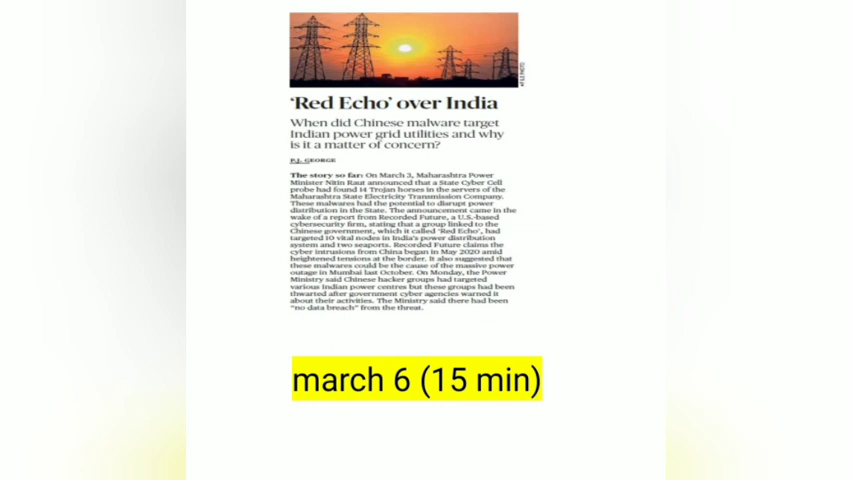 'Red Echo' over India
When did Chinese malware target
Indian power grid utilities and why
is it a matter of concern?
P.J. GEORGE
The story so far: On March 3, Maharashtra Power
Minister Nitin Raut announced that a State Cyber Cell
probe had found 14 Trojan horses in the servers of the
Maharashtra State Electricity Transmission Company.
These malwares had the potential to disrupt power
distribution in the State. The announcement came in the
wake of a report from Recorded Future, a U.S.-based
cybersecurity firm, stating that a group linked to the
Chinese government, which it called 'Red Echo', had
targeted 10 vital nodes in India's power distribution
system and two seaports. Recorded Future claims the
cyber intrusions from China began in May 2020 amid
heightened tensions at the border. It also suggested that
these malwares could be the cause of the massive power
outage in Mumbai last October. On Monday, the Power
Ministry said Chinese hacker groups had targeted
various Indian power centres but these groups had been
thwarted after government cyber agencies warned it
about their activities. The Ministry said there had been
"no data breach" from the threat.
march 6 (15 min)